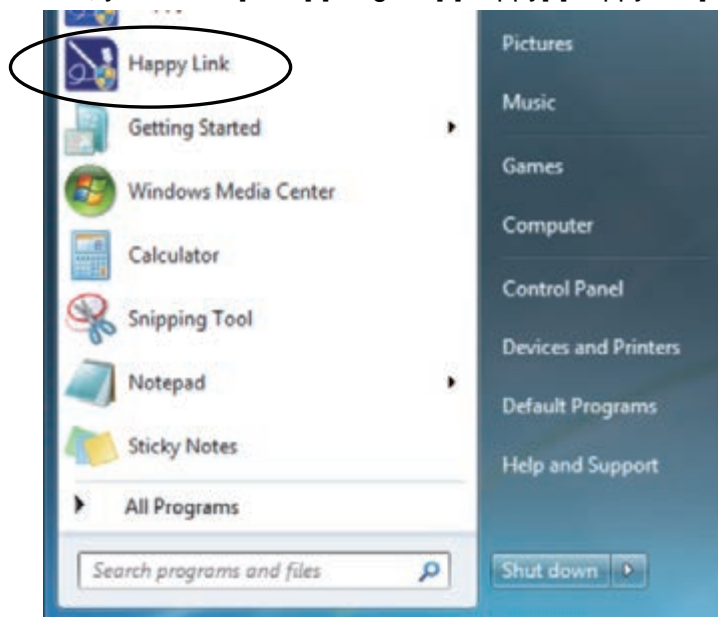 Happy Link
Getting Started
Windows Media Center
Calculator
Snipping Tool
Notepad
Sticky Notes
All Programs
Search programs and files
Pictures
Music
Games
Computer
Control Panel
Devices and Printers
Default Programs
Help and Support
Shut down